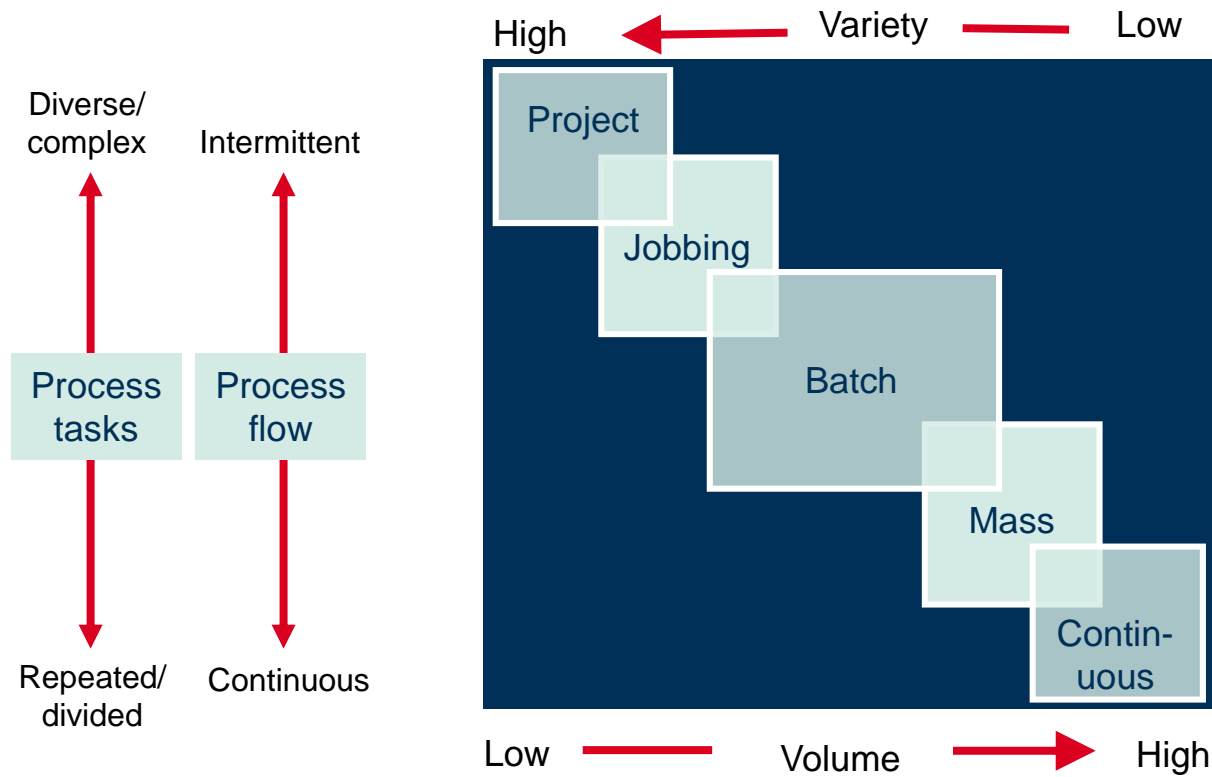 High
Variety
Low
Diverse/
complex
Intermittent
Project
Jobbing
Process
tasks
Process
flow
Batch
Mass
Contin-
uous
Repeated/
divided
Continuous
Low
Volume
High